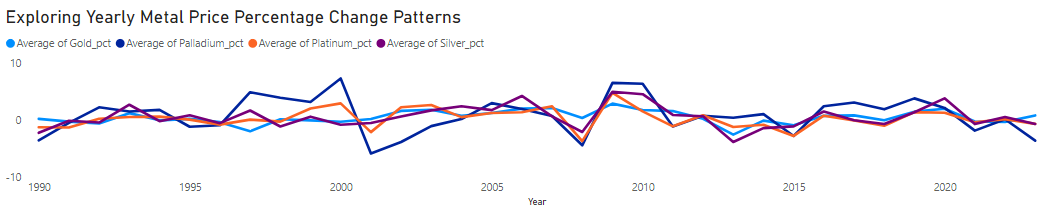 Exploring Yearly Metal Price Percentage Change Patterns
Average of Gold_pct Average of Palladium_pct Average of Platinum_pct Average of Silver_pct
10
0
-10
1990 1995 2000 2005 2010 2015 2020
Year